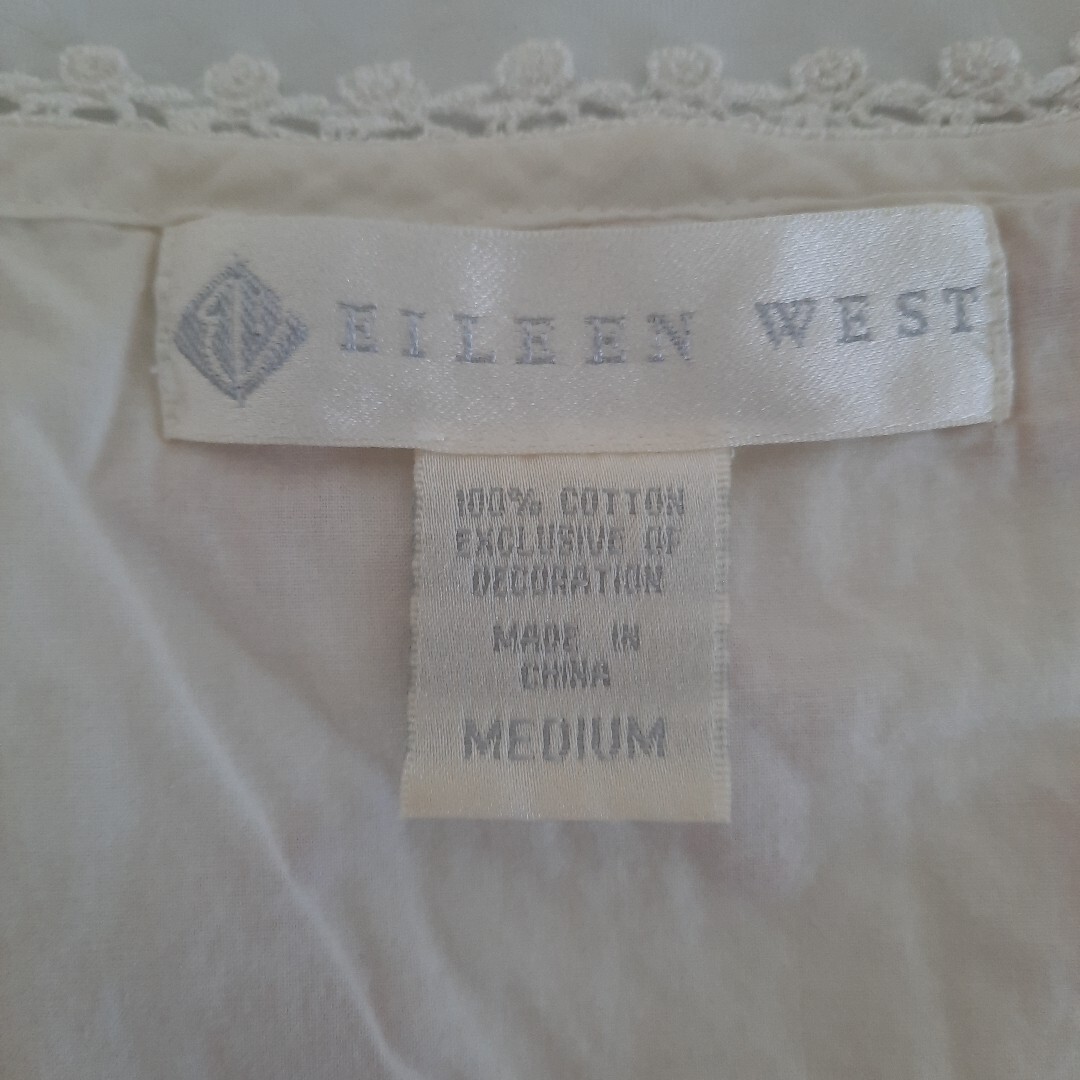 EILEEN WEST
100% COTTON
EXCLUSIVE OF
DECORATION
MADE IN
CHINA
MEDIUM